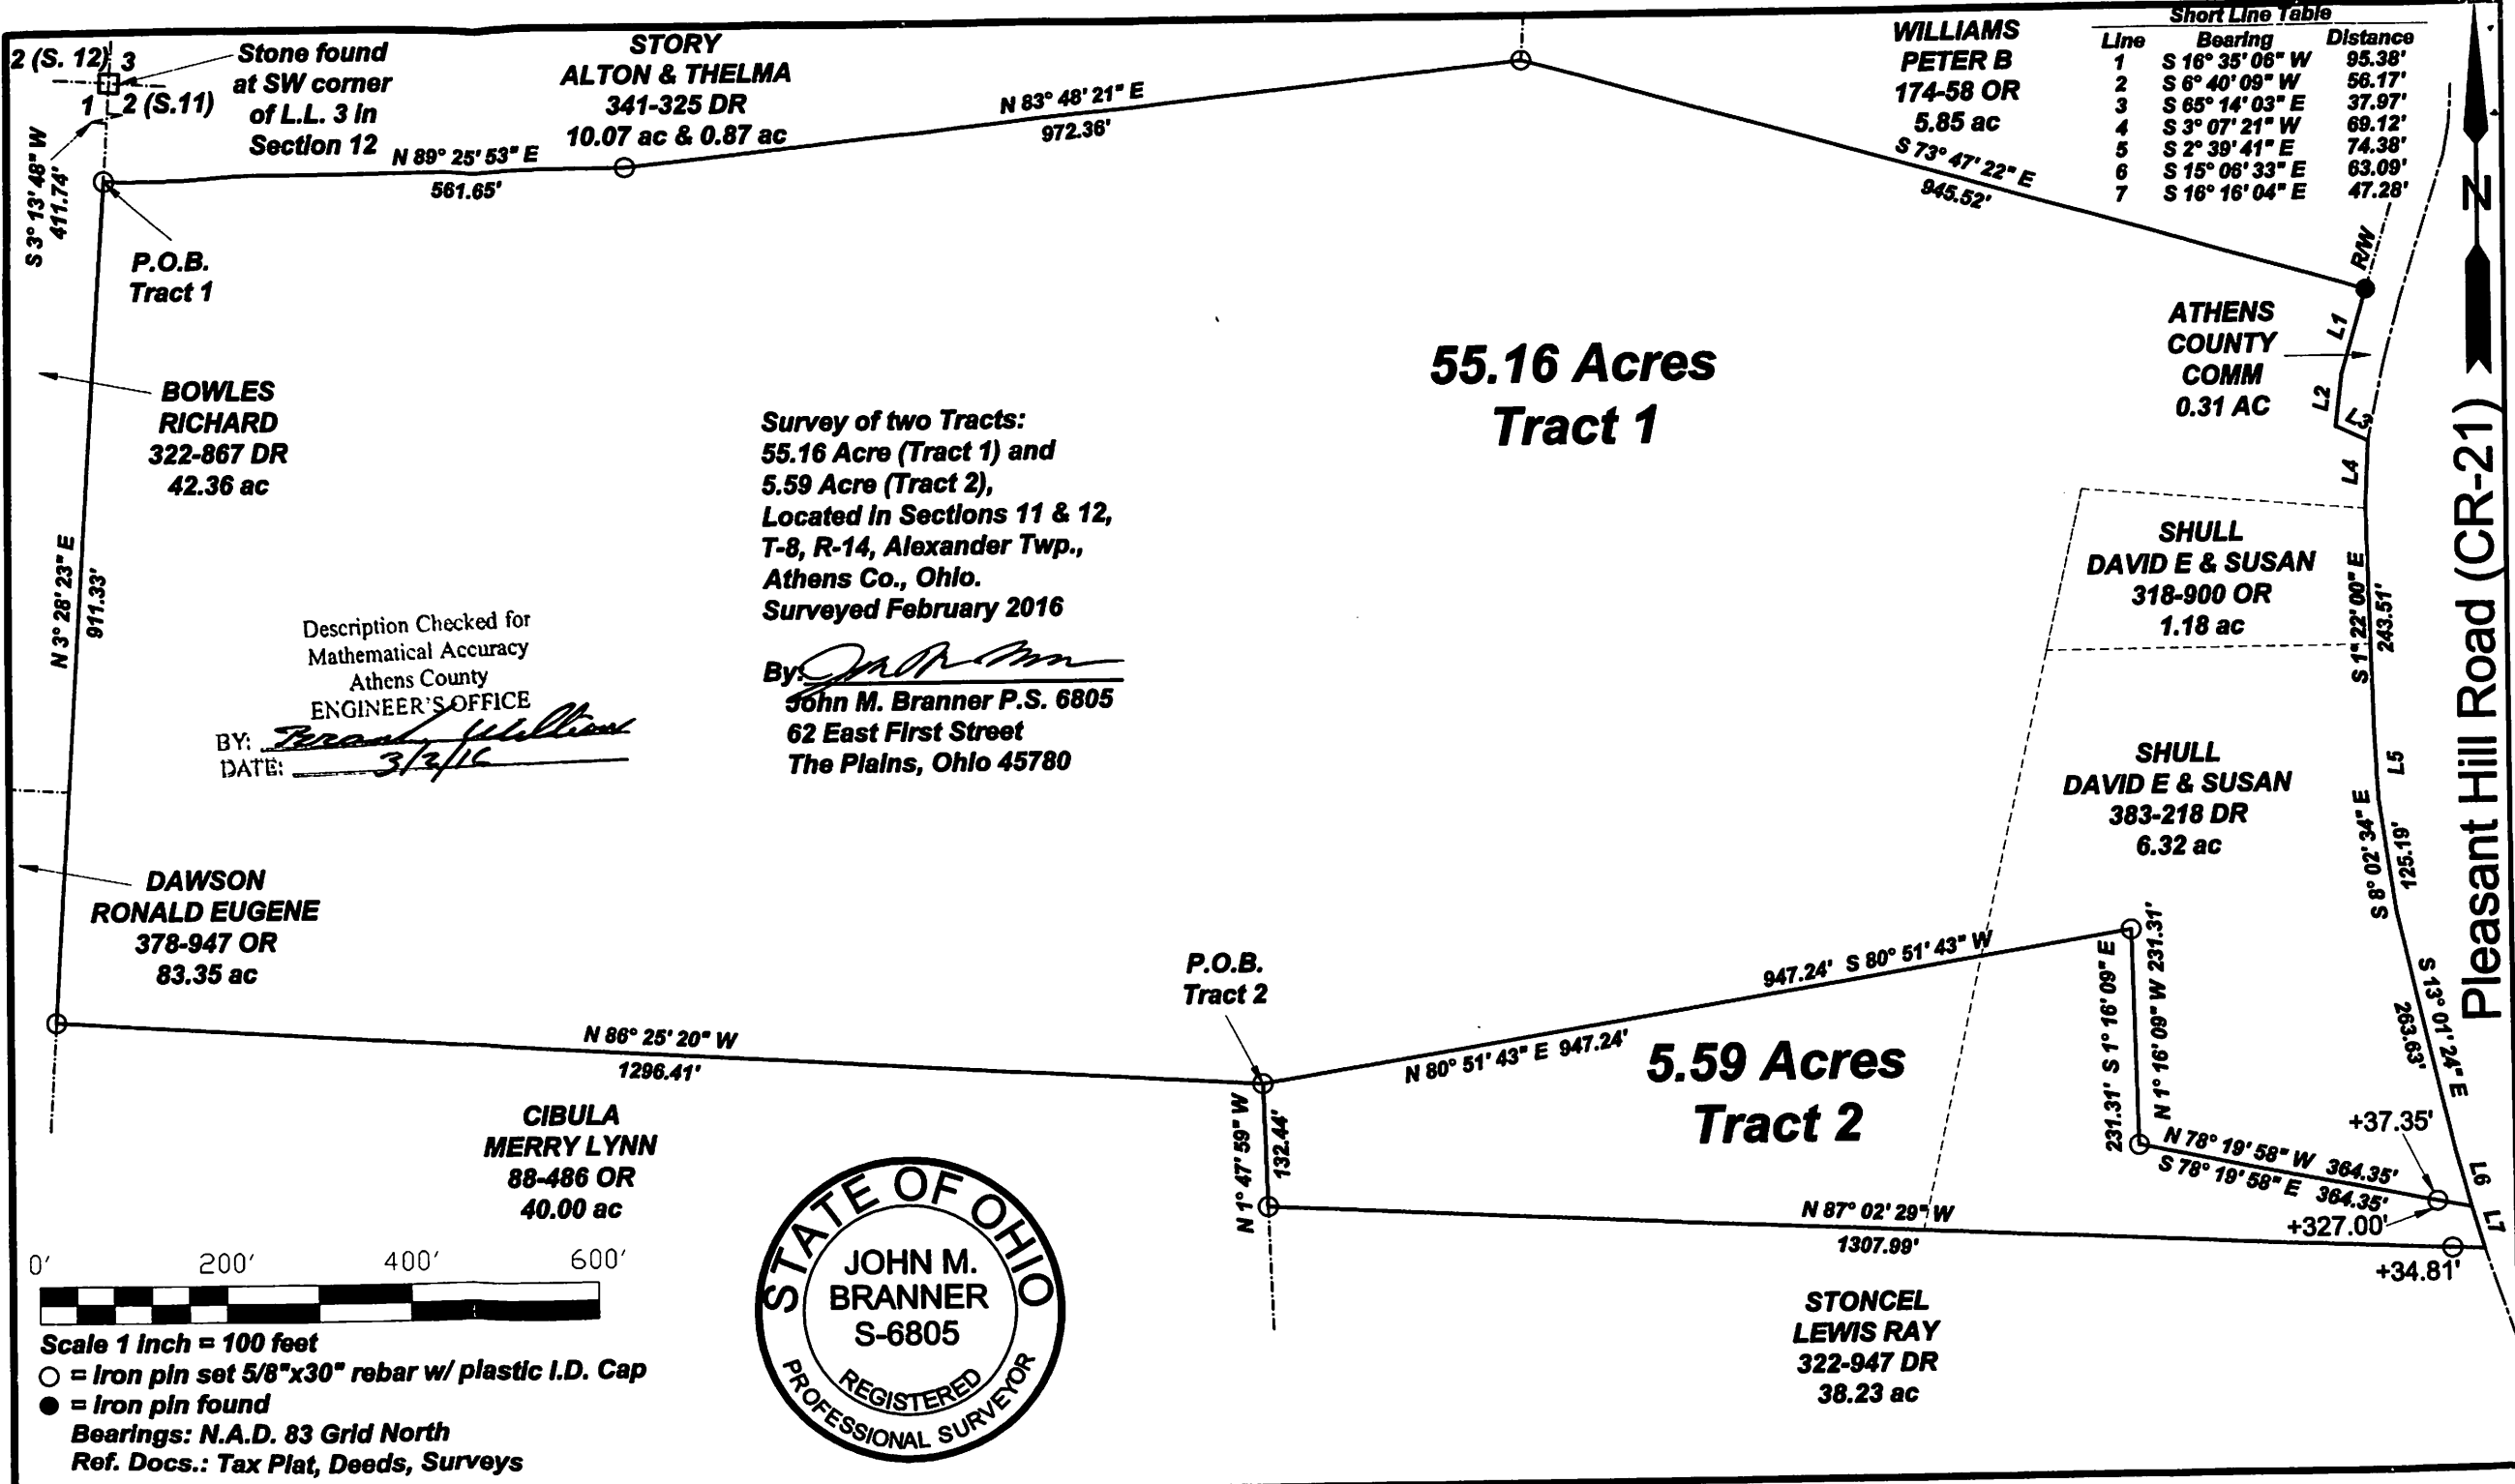 2 (S. 12) 3
1 2 (S.11)
Stone found
at SW corner
of L.L. 3 in
Section 12
S 3° 13' 48" W
411.74'
STORY
ALTON & THELMA
341-325 DR
10.07 ac & 0.87 ac
N 89° 25' 53" E
561.65'
N 83° 48' 21" E
972.36'
WILLIAMS
PETER B
174-58 OR
5.85 ac
S 73° 47' 22" E
945.52'
Short Line Table
Line Bearing Distance
1 S 16° 35' 06" W 95.38'
2 S 6° 40' 09" W 56.17'
3 S 65° 14' 03" E 37.97'
4 S 3° 07' 21" W 69.12'
5 S 2° 39' 41" E 74.38'
6 S 15° 06' 33" E 63.09'
7 S 16° 16' 04" E 47.28'
N
R/W
P.O.B.
Tract 1
ATHENS
COUNTY
COMM
0.31 AC
L1
L2
L3
L4
55.16 Acres
Tract 1
BOWLES
RICHARD
322-867 DR
42.36 ac
N 3° 28' 23" E
911.33'
Survey of two Tracts:
55.16 Acre (Tract 1) and
5.59 Acre (Tract 2),
Located in Sections 11 & 12,
T-8, R-14, Alexander Twp.,
Athens Co., Ohio.
Surveyed February 2016
By:
John M. Branner P.S. 6805
62 East First Street
The Plains, Ohio 45780
Description Checked for
Mathematical Accuracy
Athens County
ENGINEER'S OFFICE
BY:
DATE: 3/2/16
SHULL
DAVID E & SUSAN
318-900 OR
1.18 ac
S 1° 22' 00" E
243.51'
Pleasant Hill Road (CR-21)
SHULL
DAVID E & SUSAN
383-218 DR
6.32 ac
L5
S 8° 02' 34" E
125.19'
S 13° 01' 24" E
263.63'
DAWSON
RONALD EUGENE
378-947 OR
83.35 ac
P.O.B.
Tract 2
947.24' S 80° 51' 43" W
N 80° 51' 43" E 947.24'
231.31' S 1° 16' 09" E
N 1° 16' 09" W 231.31'
N 86° 25' 20" W
1296.41'
5.59 Acres
Tract 2
N 1° 47' 59" W
132.44'
N 78° 19' 58" W 364.35'
S 78° 19' 58" E 364.35'
+37.35'
+327.00'
+34.81'
L6
L7
N 87° 02' 29" W
1307.99'
CIBULA
MERRY LYNN
88-486 OR
40.00 ac
STONCEL
LEWIS RAY
322-947 DR
38.23 ac
STATE OF OHIO
JOHN M.
BRANNER
S-6805
REGISTERED
PROFESSIONAL SURVEYOR
0' 200' 400' 600'
Scale 1 inch = 100 feet
= iron pin set 5/8"x30" rebar w/ plastic I.D. Cap
= iron pin found
Bearings: N.A.D. 83 Grid North
Ref. Docs.: Tax Plat, Deeds, Surveys